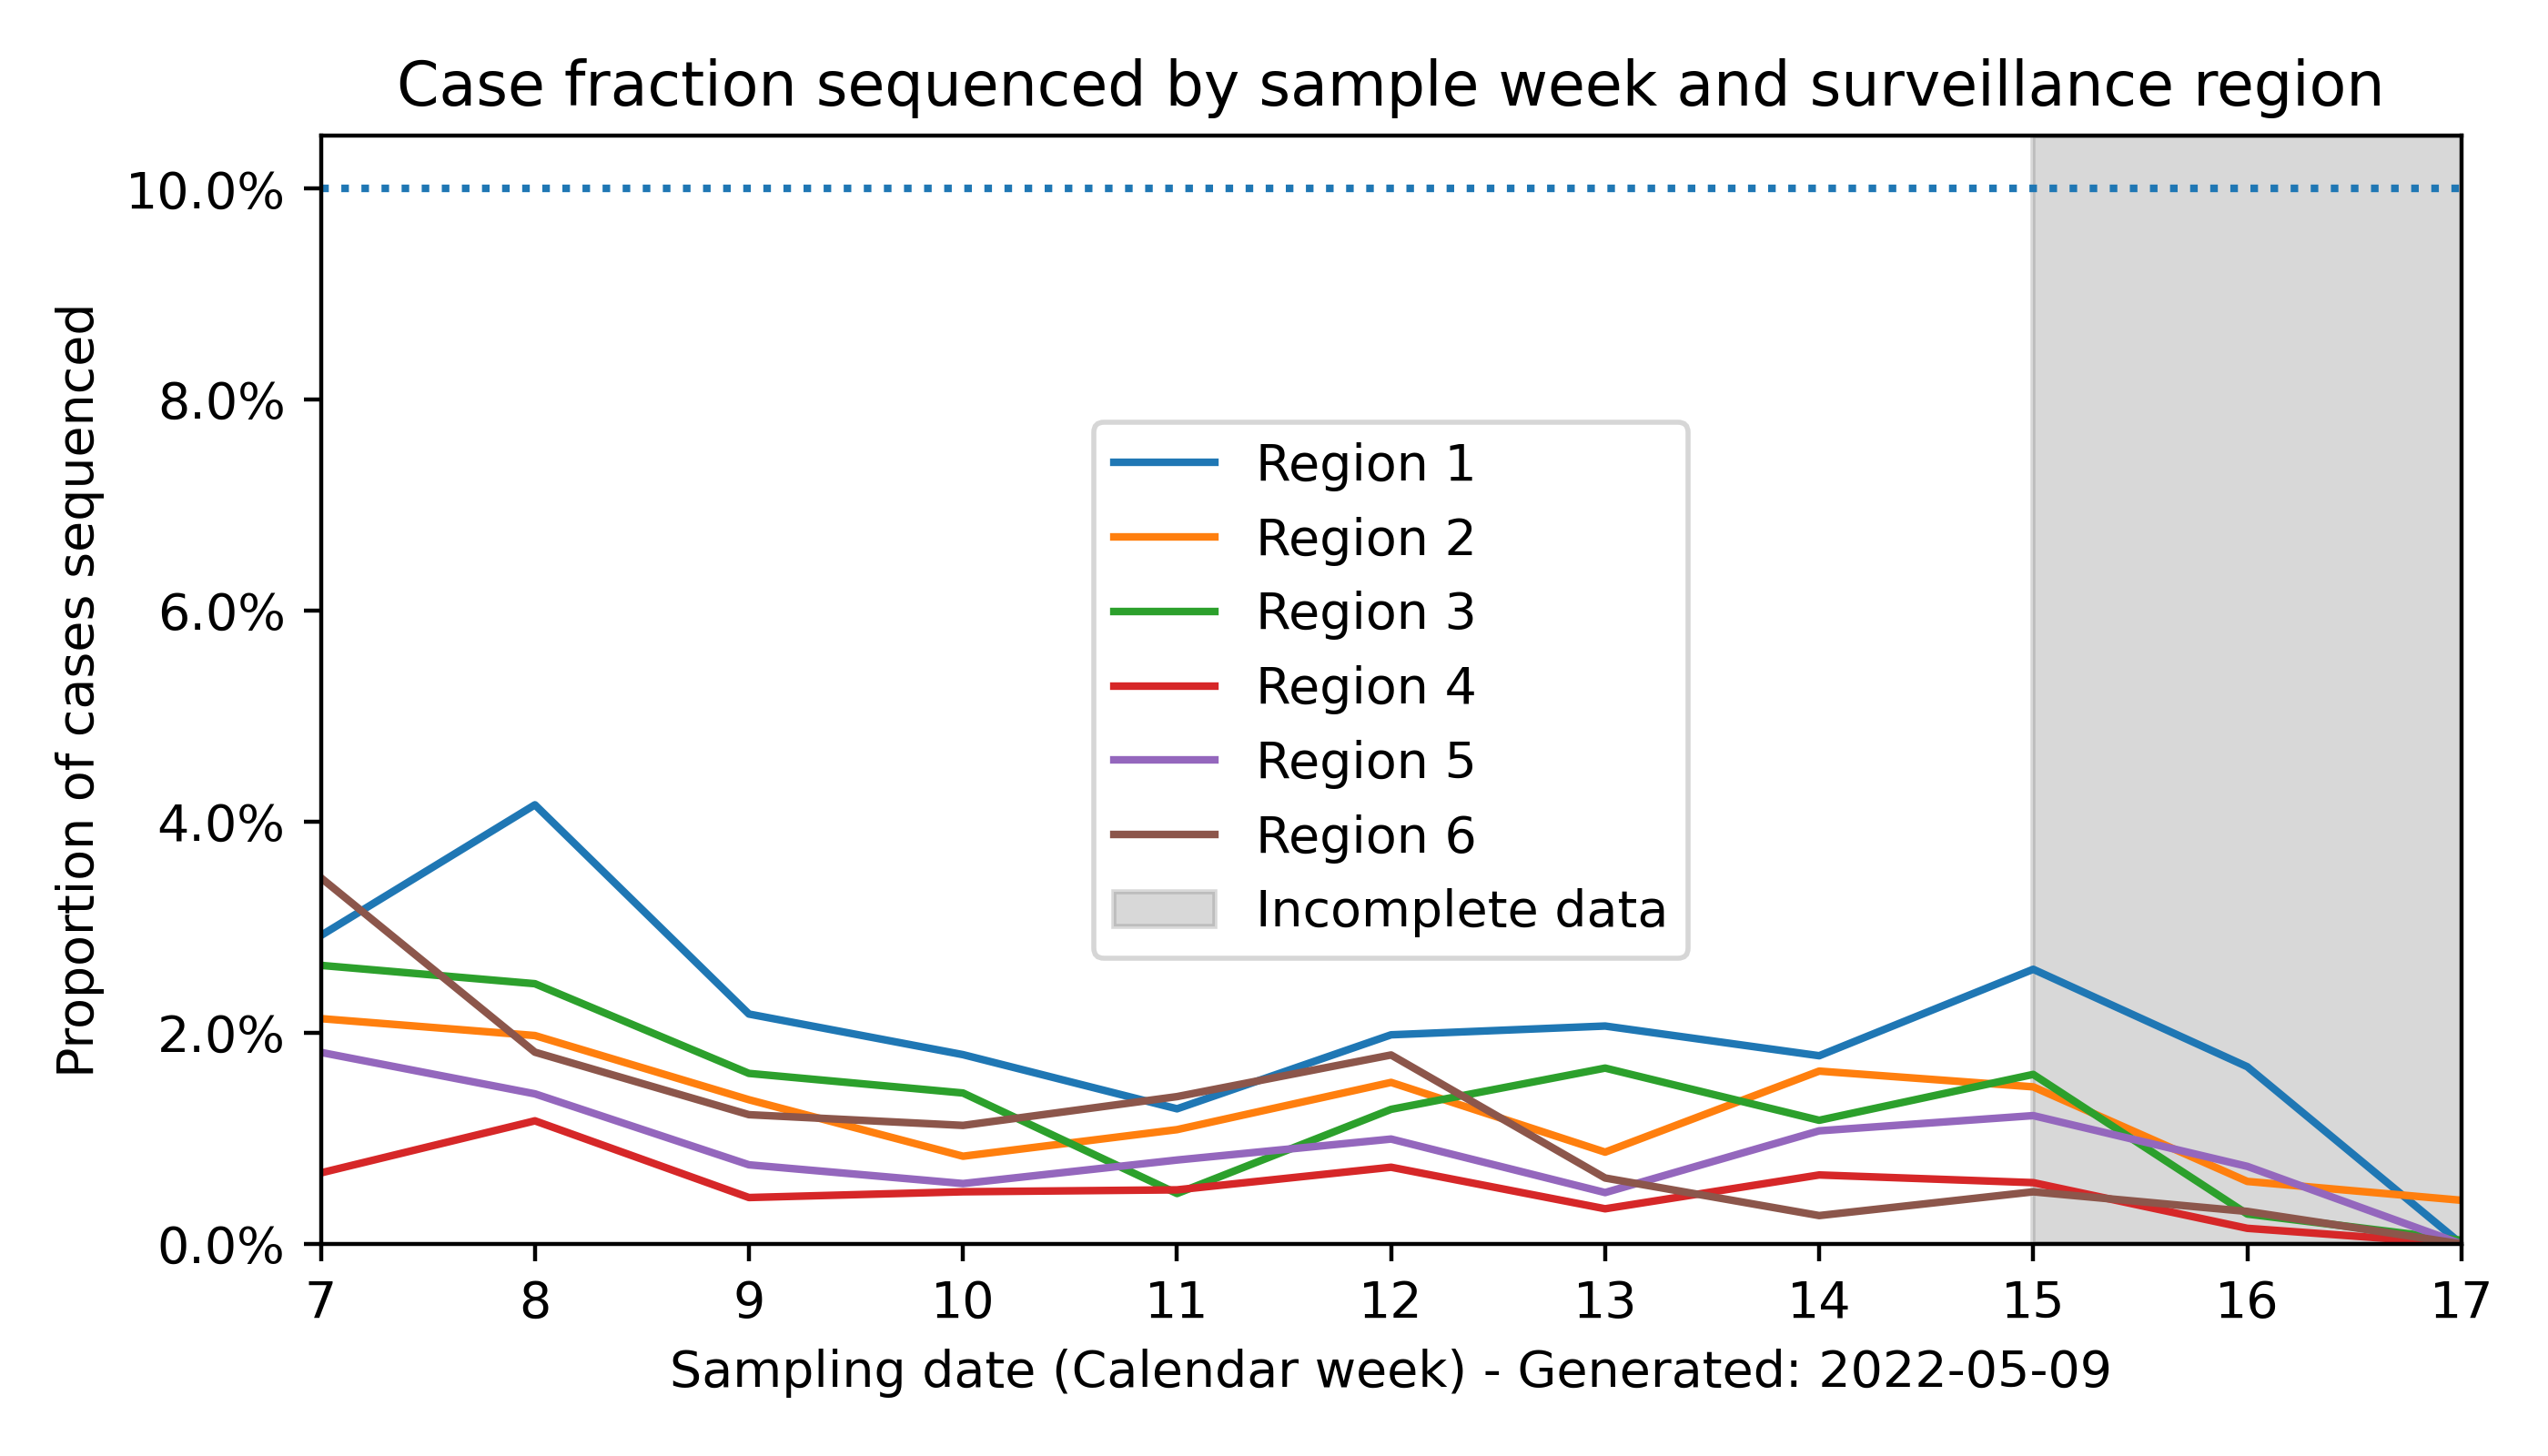 Case fraction sequenced by sample week and surveillance region
Proportion of cases sequenced
10.0%
8.0%
6.0%
4.0%
2.0%
0.0%
Region 1
Region 2
Region 3
Region 4
Region 5
Region 6
Incomplete data
7 8 9 10 11 12 13 14 15 16 17
Sampling date (Calendar week) - Generated: 2022-05-09